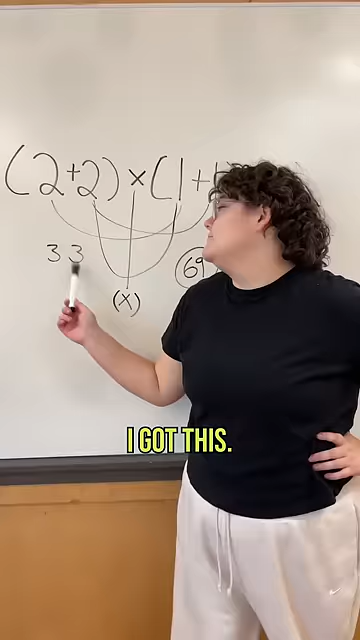 (2+2)×(1+
33
69
(X)
I GOT THIS.